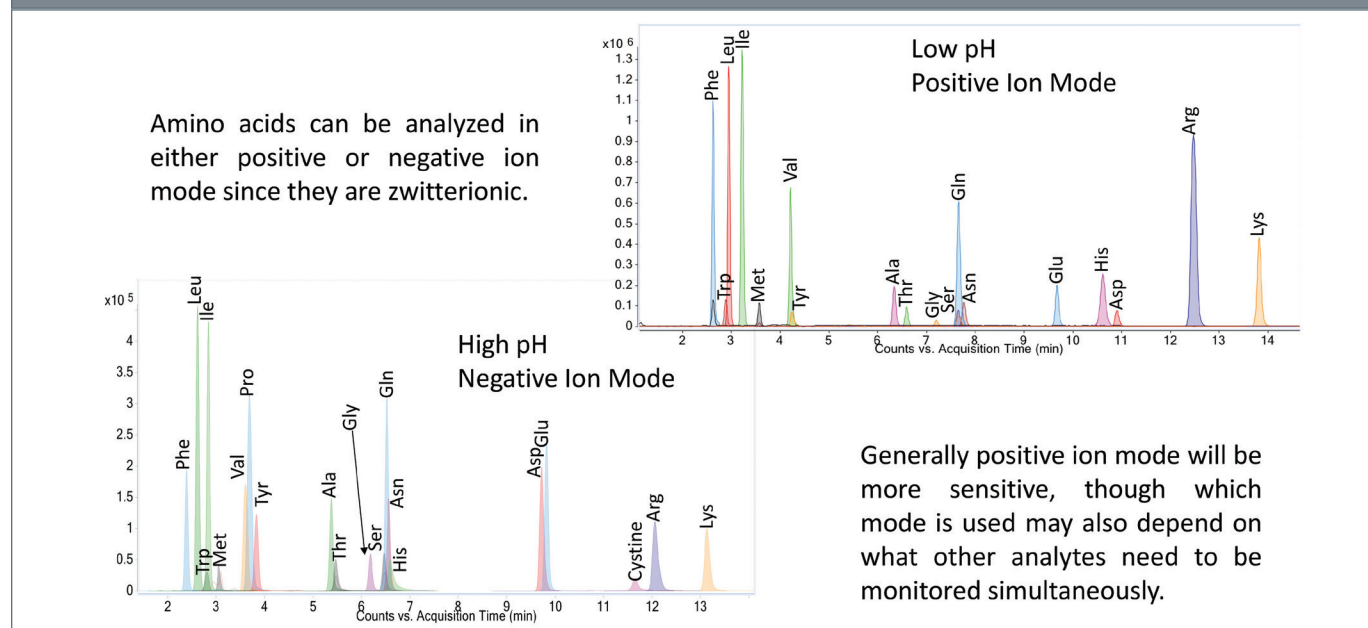 Amino acids can be analyzed in
either positive or negative ion
mode since they are zwitterionic.
x10 6
Low pH
Positive Ion Mode
1.3
1.2
1.1
1
0.9
0.8
0.7
0.6
0.5
0.4
0.3
0.2
0.1
0
Phe
Leu
Ile
Trp
Met
Val
Tyr
Ala
Thr
Gly
Ser
Gln
Asn
Glu
His
Asp
Arg
Lys
2 3 4 5 6 7 8 9 10 11 12 13 14
Counts vs. Acquisition Time (min)
x10 5
High pH
Negative Ion Mode
4
3.5
3
2.5
2
1.5
1
0.5
0
Phe
Leu
Ile
Trp
Met
Val
Pro
Tyr
Ala
Thr
Gly
Ser
Gln
Asn
His
Asp
Glu
Cystine
Arg
Lys
2 3 4 5 6 7 8 9 10 11 12 13
Counts vs. Acquisition Time (min)
Generally positive ion mode will be
more sensitive, though which
mode is used may also depend on
what other analytes need to be
monitored simultaneously.